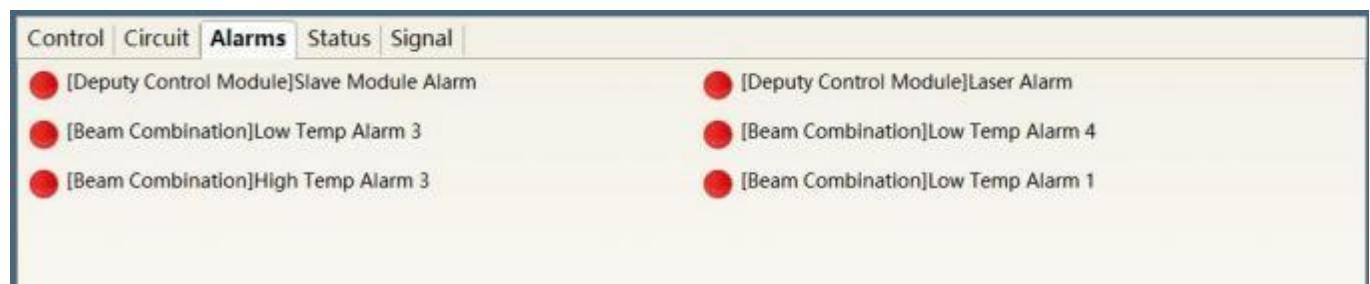 Control Circuit Alarms Status Signal
[Deputy Control Module]Slave Module Alarm
[Deputy Control Module]Laser Alarm
[Beam Combination]Low Temp Alarm 3
[Beam Combination]Low Temp Alarm 4
[Beam Combination]High Temp Alarm 3
[Beam Combination]Low Temp Alarm 1